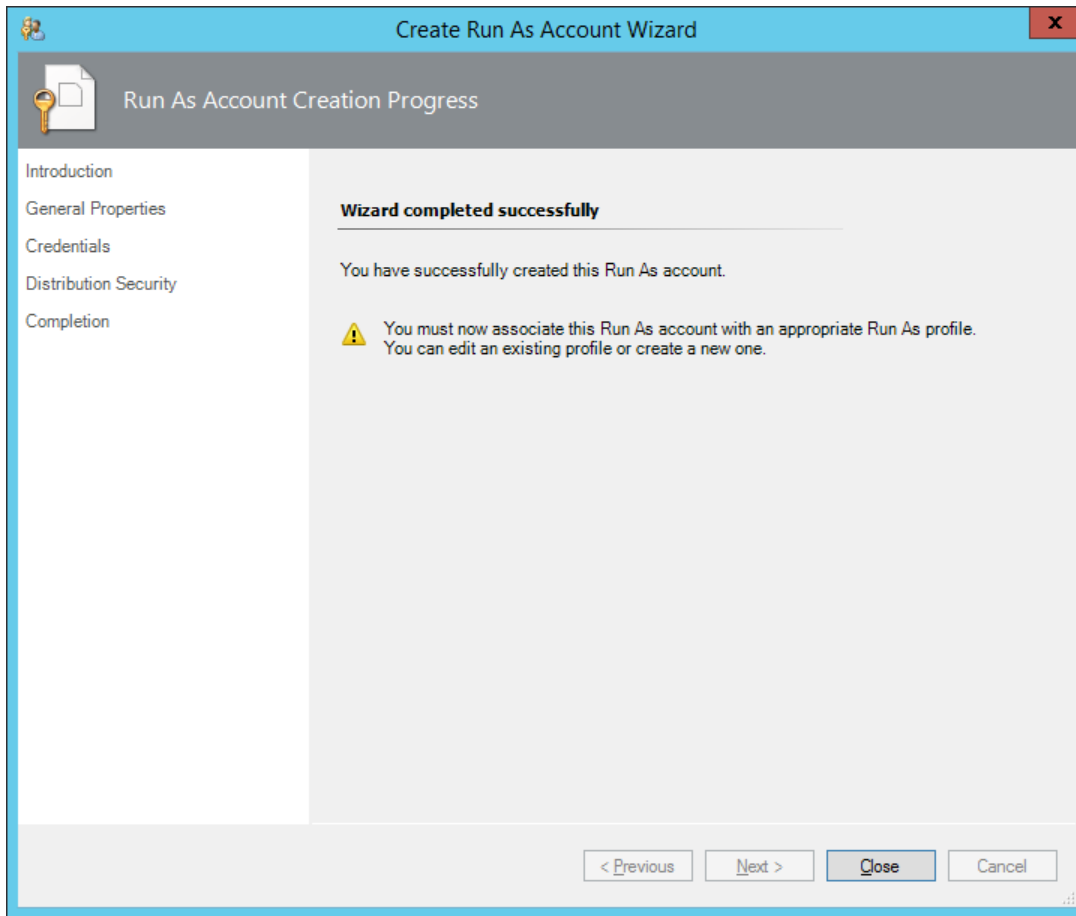 Create Run As Account Wizard
x
Run As Account Creation Progress
Introduction
General Properties
Credentials
Distribution Security
Completion
Wizard completed successfully
You have successfully created this Run As account.
You must now associate this Run As account with an appropriate Run As profile.
You can edit an existing profile or create a new one.
< Previous
Next >
Close
Cancel